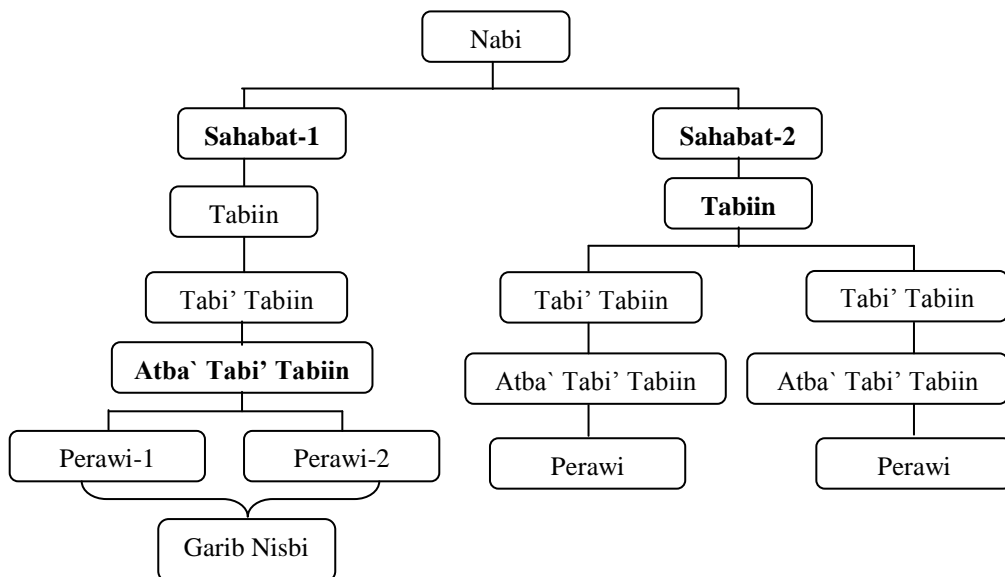 Nabi
Sahabat-1
Sahabat-2
Tabiin
Tabiin
Tabi’ Tabiin
Tabi’ Tabiin
Tabi’ Tabiin
Atba` Tabi’ Tabiin
Atba` Tabi’ Tabiin
Atba` Tabi’ Tabiin
Perawi-1
Perawi-2
Perawi
Perawi
Garib Nisbi